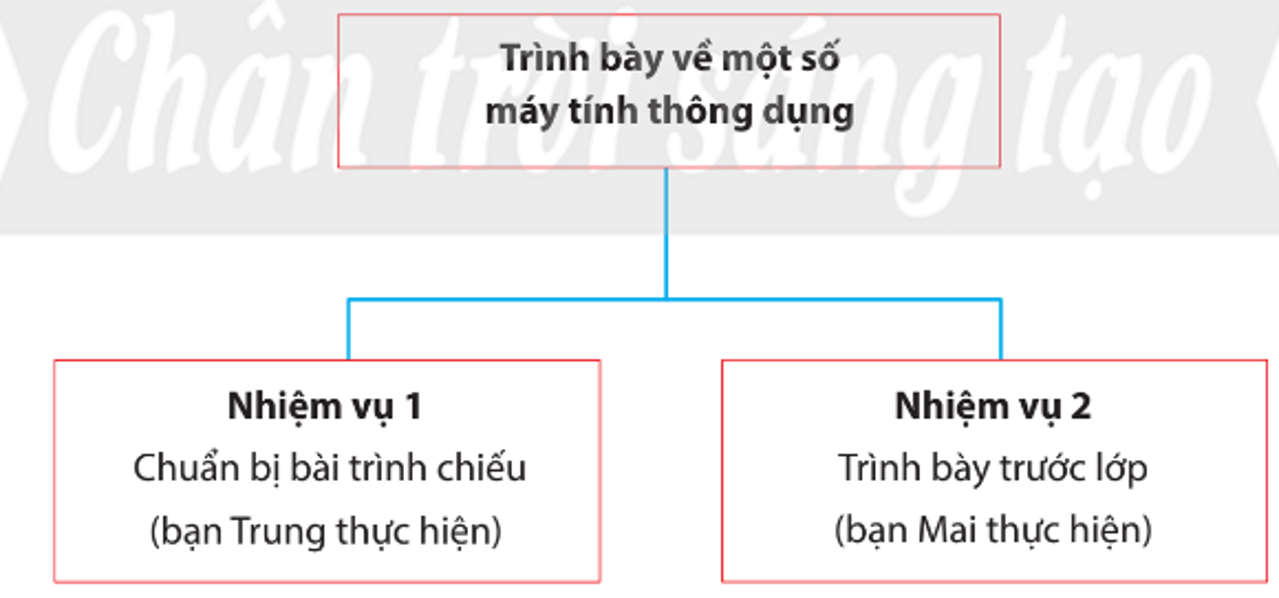 Chân trời sáng tạo
Trình bày về một số
máy tính thông dụng
Nhiệm vụ 1
Chuẩn bị bài trình chiếu
(bạn Trung thực hiện)
Nhiệm vụ 2
Trình bày trước lớp
(bạn Mai thực hiện)